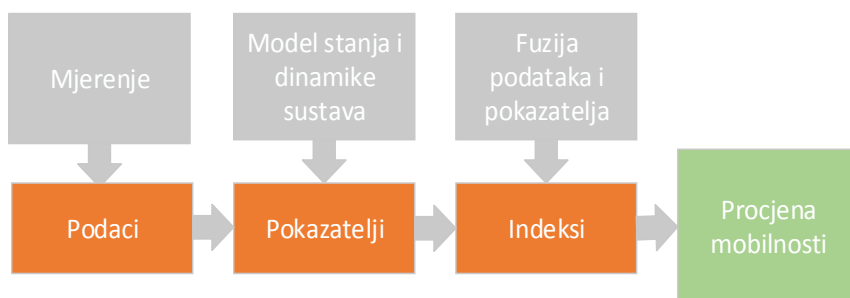 Mjerenje
Model stanja i
dinamike
sustava
Fuzija
podataka i
pokazatelja
Podaci
Pokazatelji
Indeksi
Procjena
mobilnosti